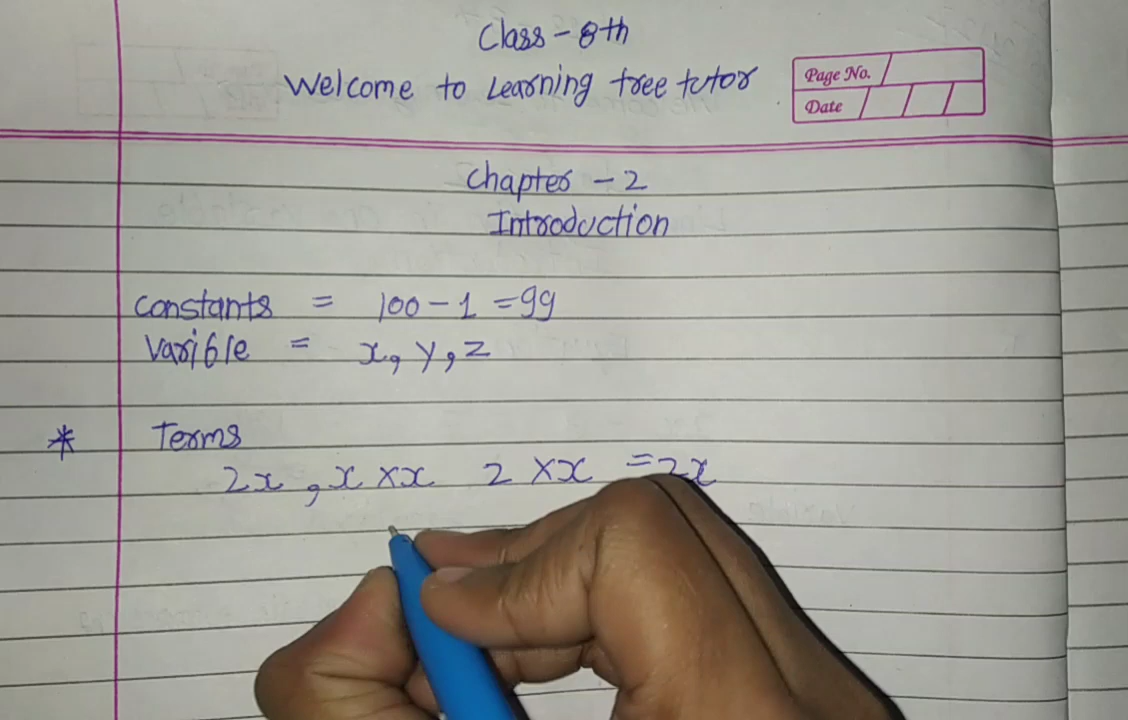 Class - 8th
Welcome to Learning tree tutor
Page No.
Date
Chapter - 2
Introduction
constants = 100 - 1 = 99
Varible = x, y, z
* Terms
2x, x × x 2 × x = 2x